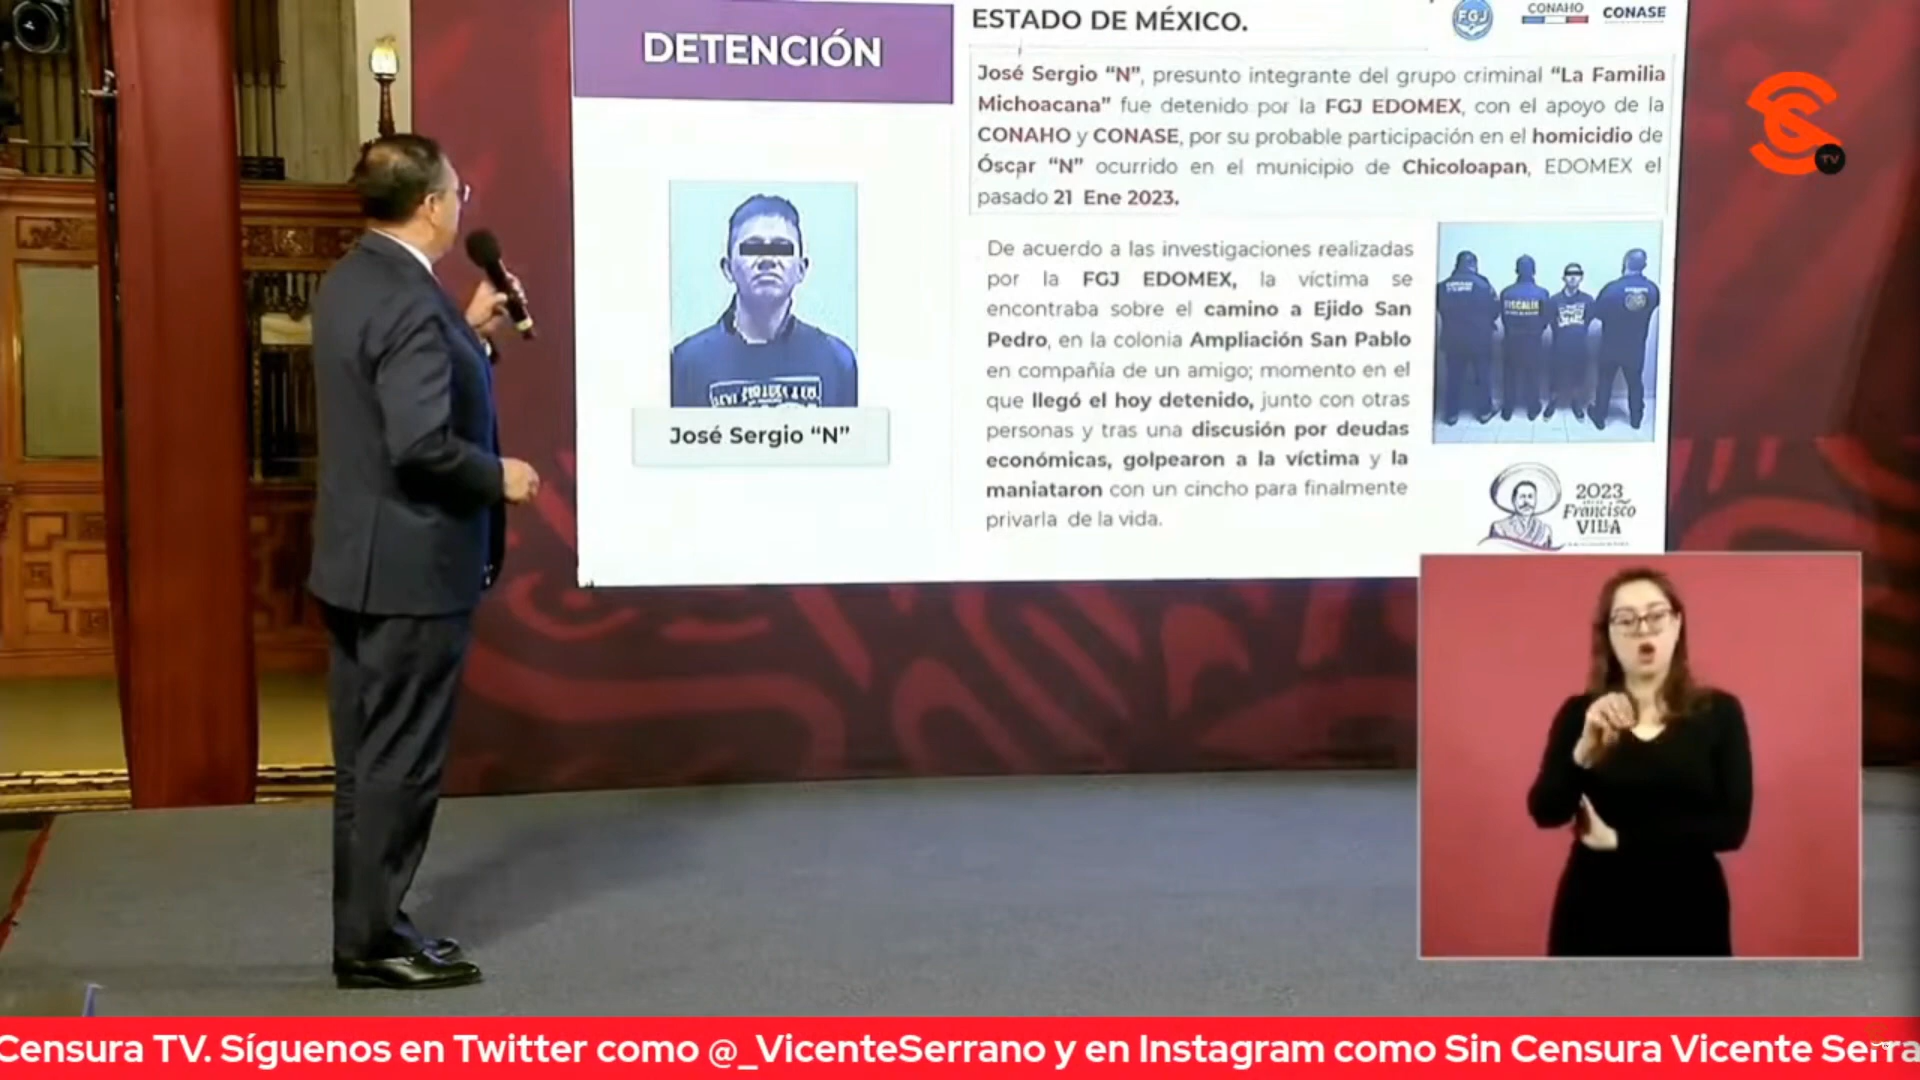 DETENCIÓN
ESTADO DE MÉXICO.
FGJ
CONAHO
CONASE
José Sergio “N”, presunto integrante del grupo criminal “La Familia
Michoacana” fue detenido por la FGJ EDOMEX, con el apoyo de la
CONAHO y CONASE, por su probable participación en el homicidio de
Óscar “N” ocurrido en el municipio de Chicoloapan, EDOMEX el
pasado 21 Ene 2023.
De acuerdo a las investigaciones realizadas
por la FGJ EDOMEX, la víctima se
encontraba sobre el camino a Ejido San
Pedro, en la colonia Ampliación San Pablo
en compañía de un amigo; momento en el
que llegó el hoy detenido, junto con otras
personas y tras una discusión por deudas
económicas, golpearon a la víctima y la
maniataron con un cincho para finalmente
privarla de la vida.
José Sergio “N”
FISCALÍA
2023
Francisco
VILLA
TV
Censura TV. Síguenos en Twitter como @_VicenteSerrano y en Instagram como Sin Censura Vicente Serra